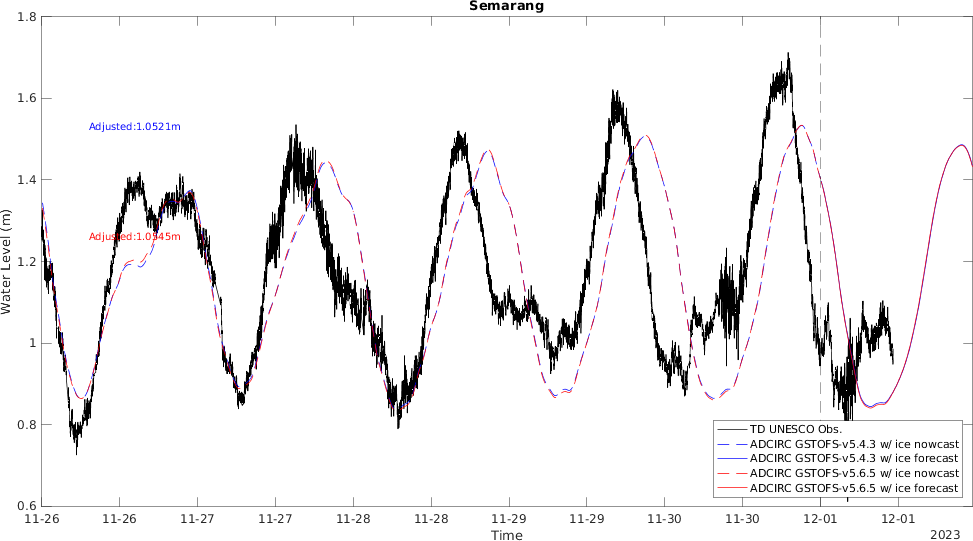 Semarang
1.8
1.6
1.4
1.2
1
0.8
0.6
Water Level (m)
Adjusted:1.0521m
Adjusted:1.0545m
TD UNESCO Obs.
ADCIRC GSTOFS-v5.4.3 w/ ice nowcast
ADCIRC GSTOFS-v5.4.3 w/ ice forecast
ADCIRC GSTOFS-v5.6.5 w/ ice nowcast
ADCIRC GSTOFS-v5.6.5 w/ ice forecast
11-26 11-26 11-27 11-27 11-28 11-28 11-29 11-29 11-30 11-30 12-01 12-01
Time
2023